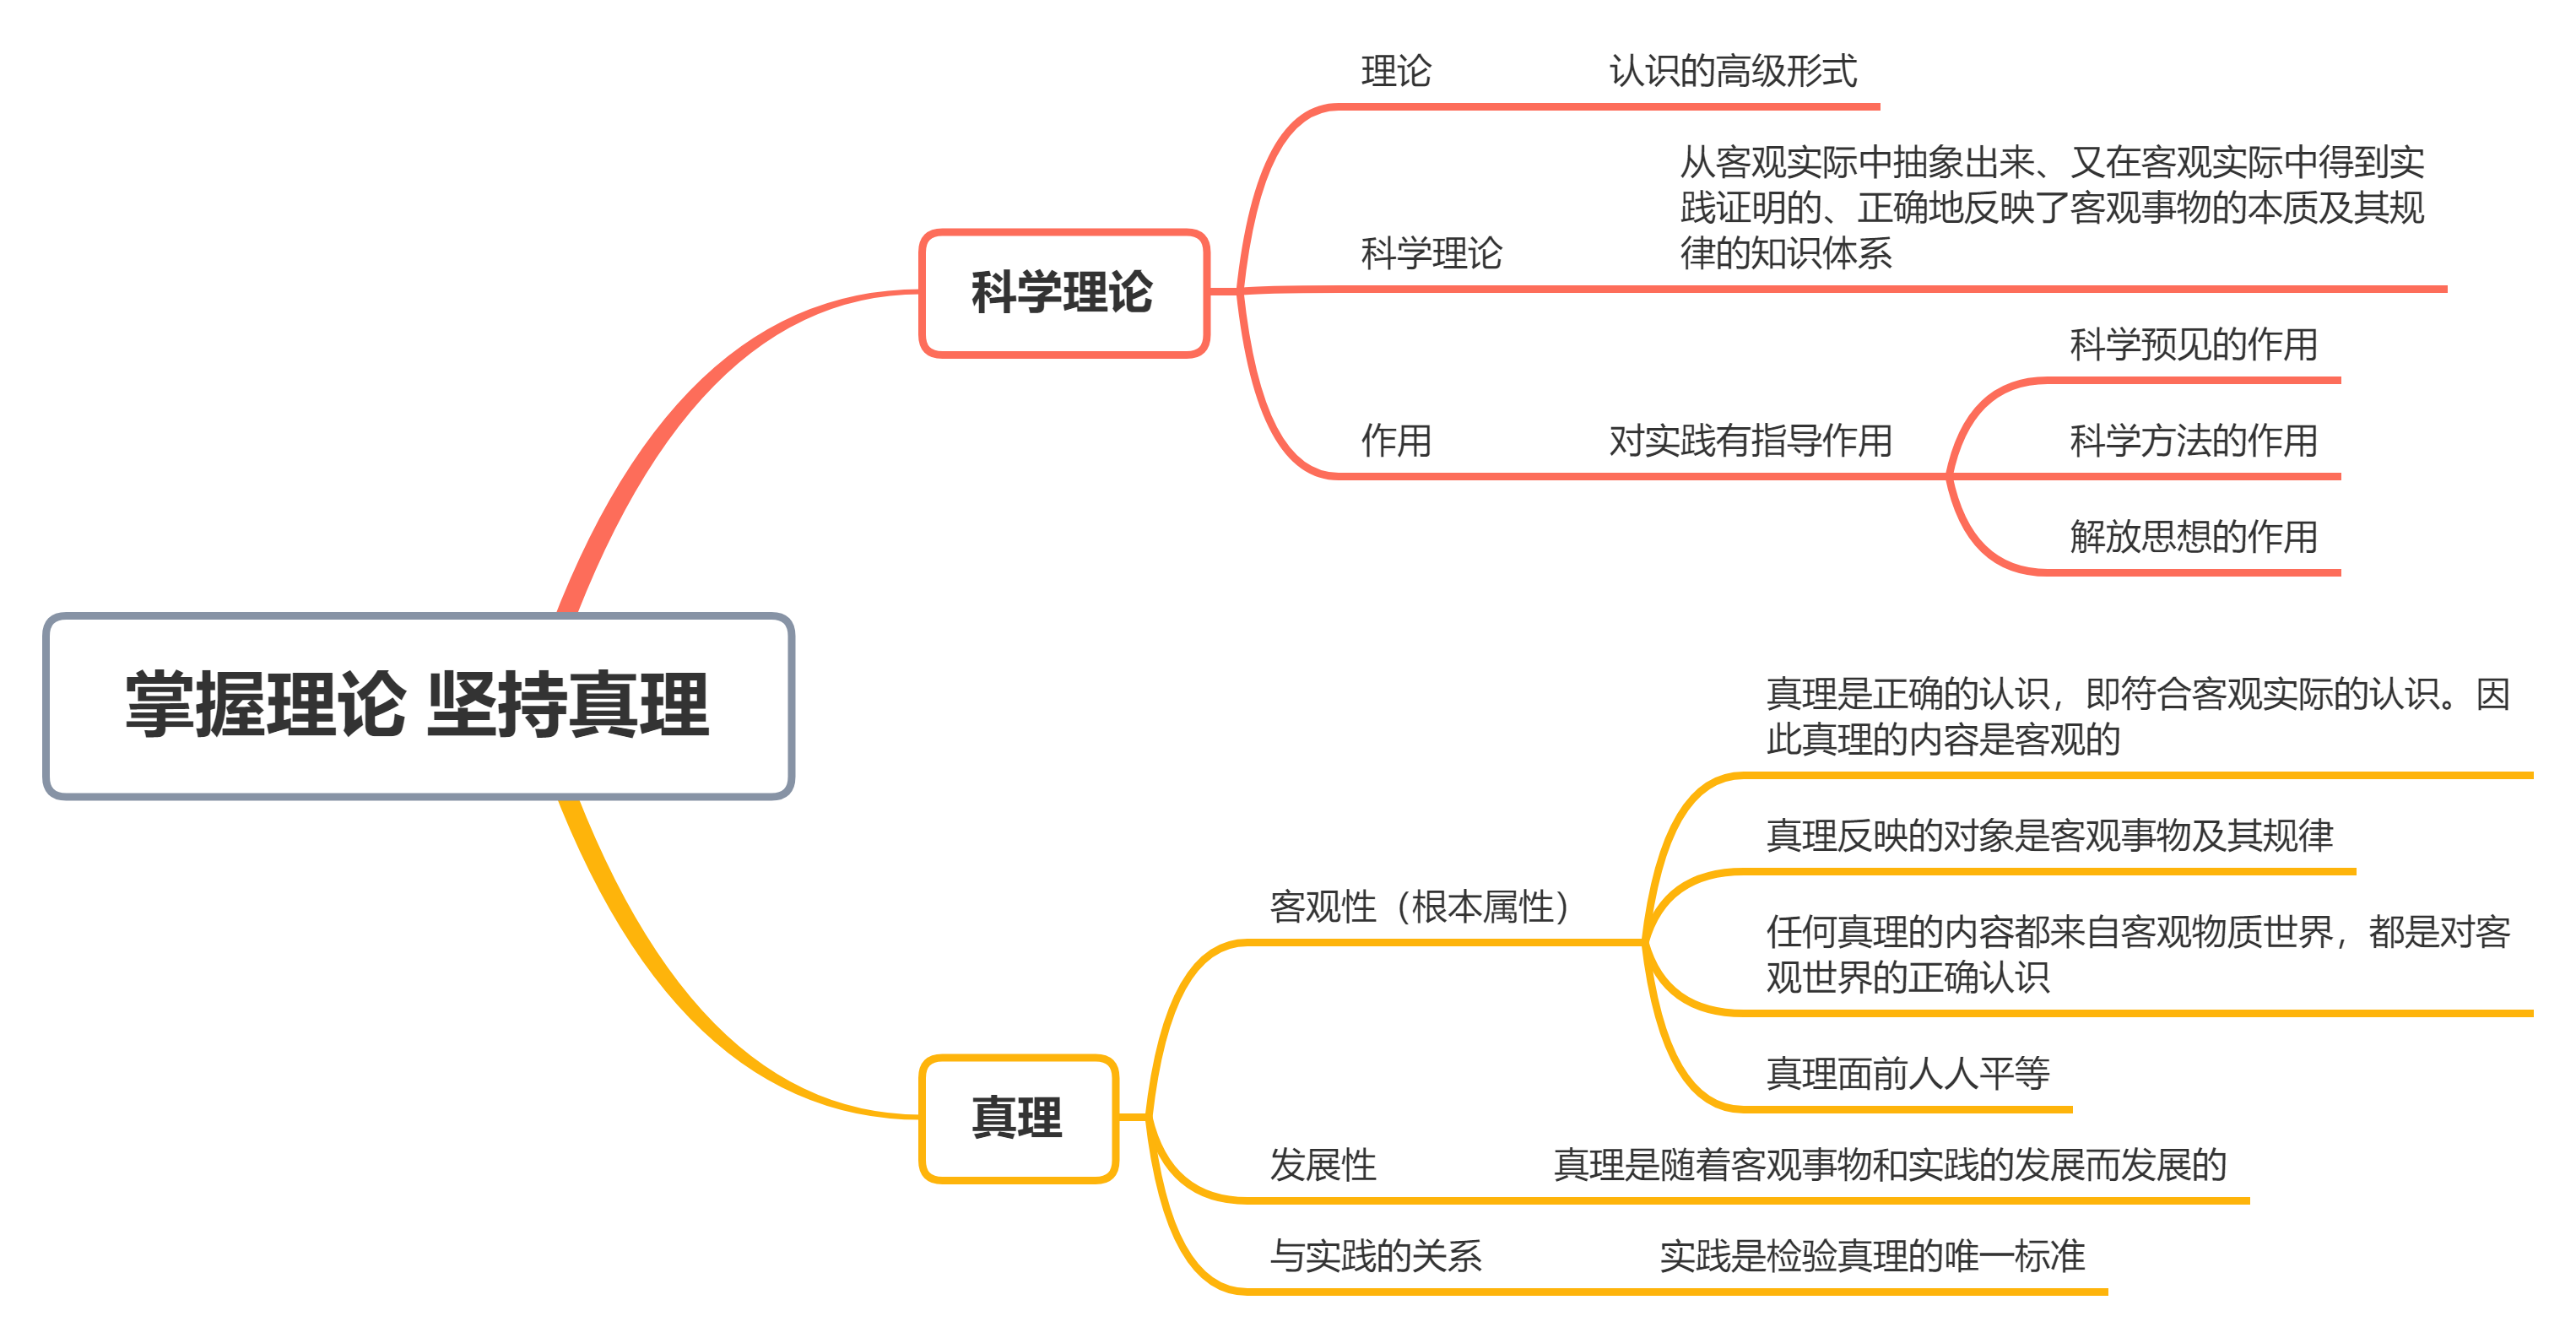 掌握理论 坚持真理
科学理论
理论
认识的高级形式
科学理论
从客观实际中抽象出来、又在客观实际中得到实
践证明的、正确地反映了客观事物的本质及其规
律的知识体系
作用
对实践有指导作用
科学预见的作用
科学方法的作用
解放思想的作用
真理
客观性（根本属性）
真理是正确的认识，即符合客观实际的认识。因
此真理的内容是客观的
真理反映的对象是客观事物及其规律
任何真理的内容都来自客观物质世界，都是对客
观世界的正确认识
真理面前人人平等
发展性
真理是随着客观事物和实践的发展而发展的
与实践的关系
实践是检验真理的唯一标准